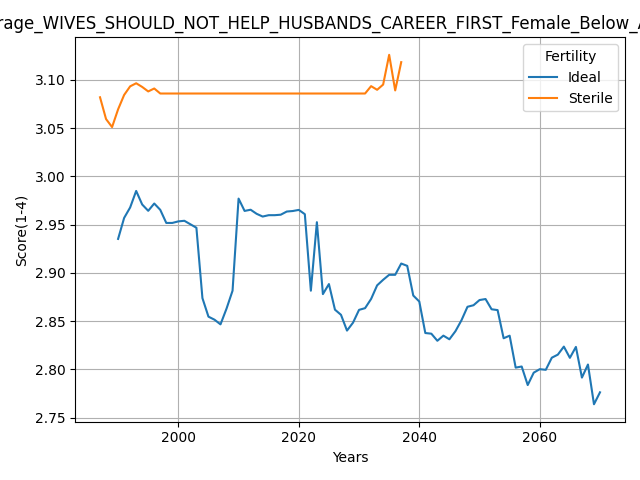 WIVES_SHOULD_NOT_HELP_HUSBANDS_CAREER_FIRST_Female_Below_
Fertility
Ideal
Sterile
Score(1-4)
3.10
3.05
3.00
2.95
2.90
2.85
2.80
2.75
2000
2020
2040
2060
Years